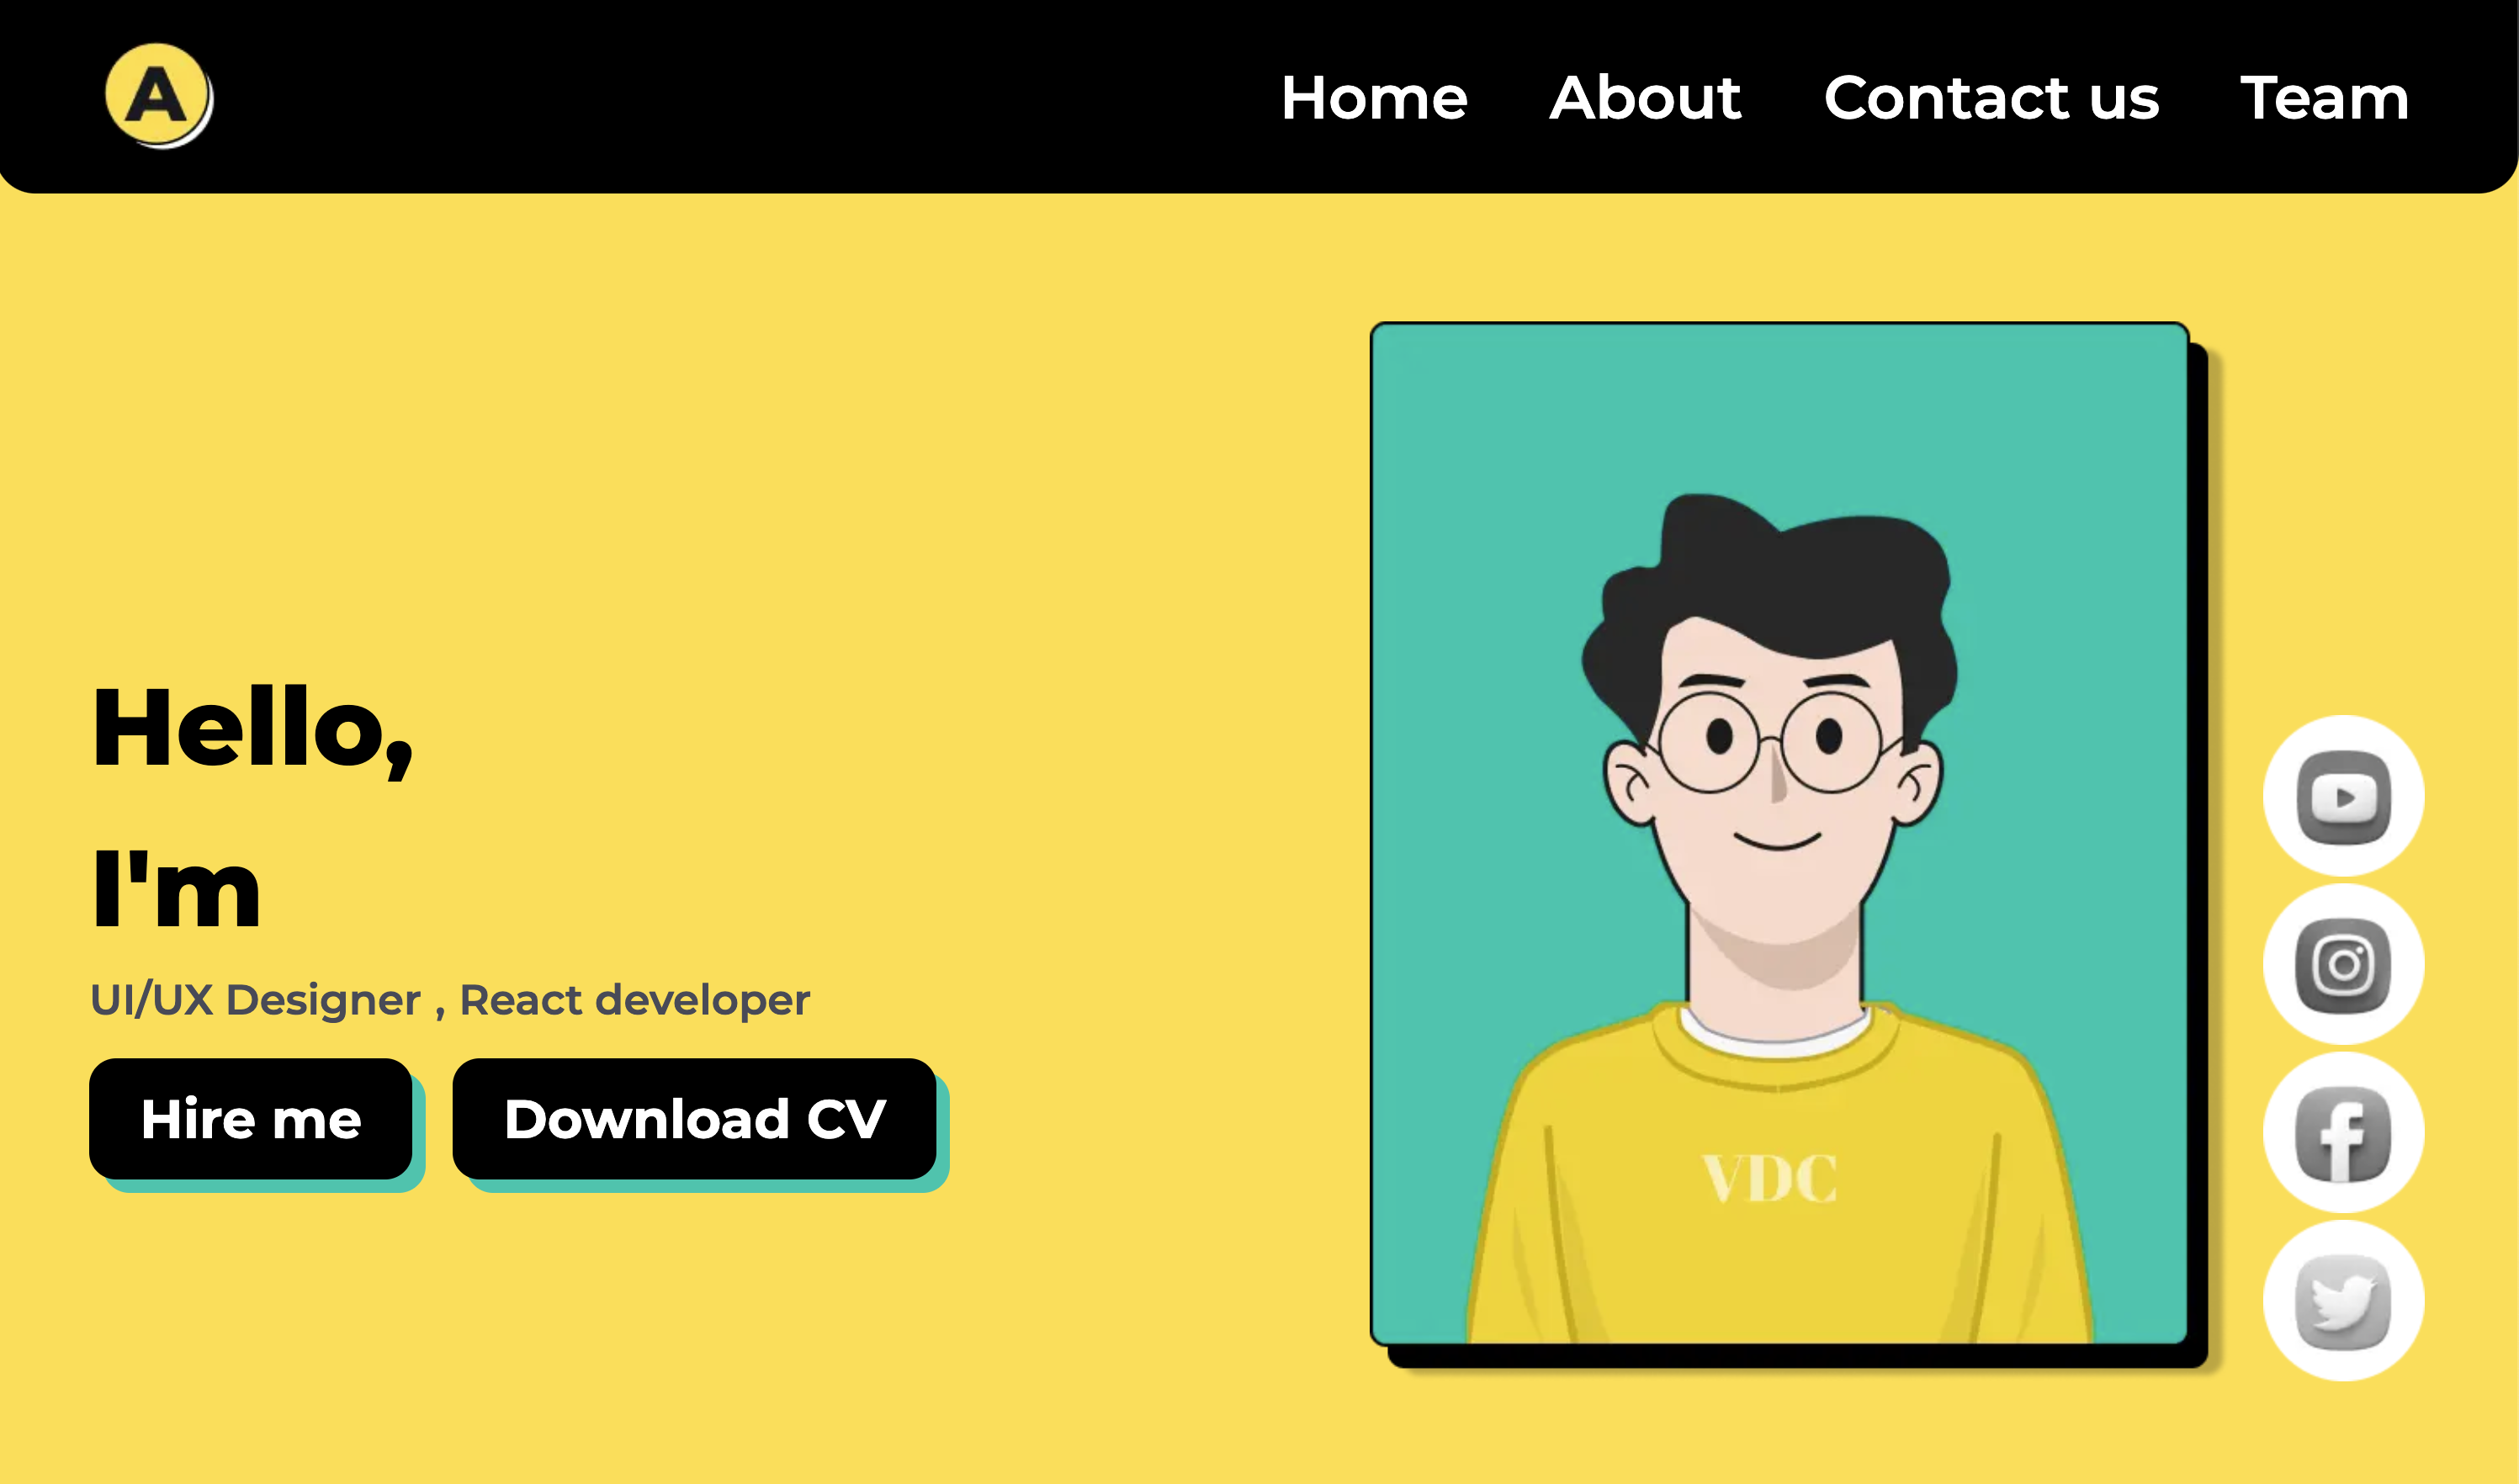 A
Home About Contact us Team
Hello,
I'm
UI/UX Designer , React developer
Hire me Download CV
VDC